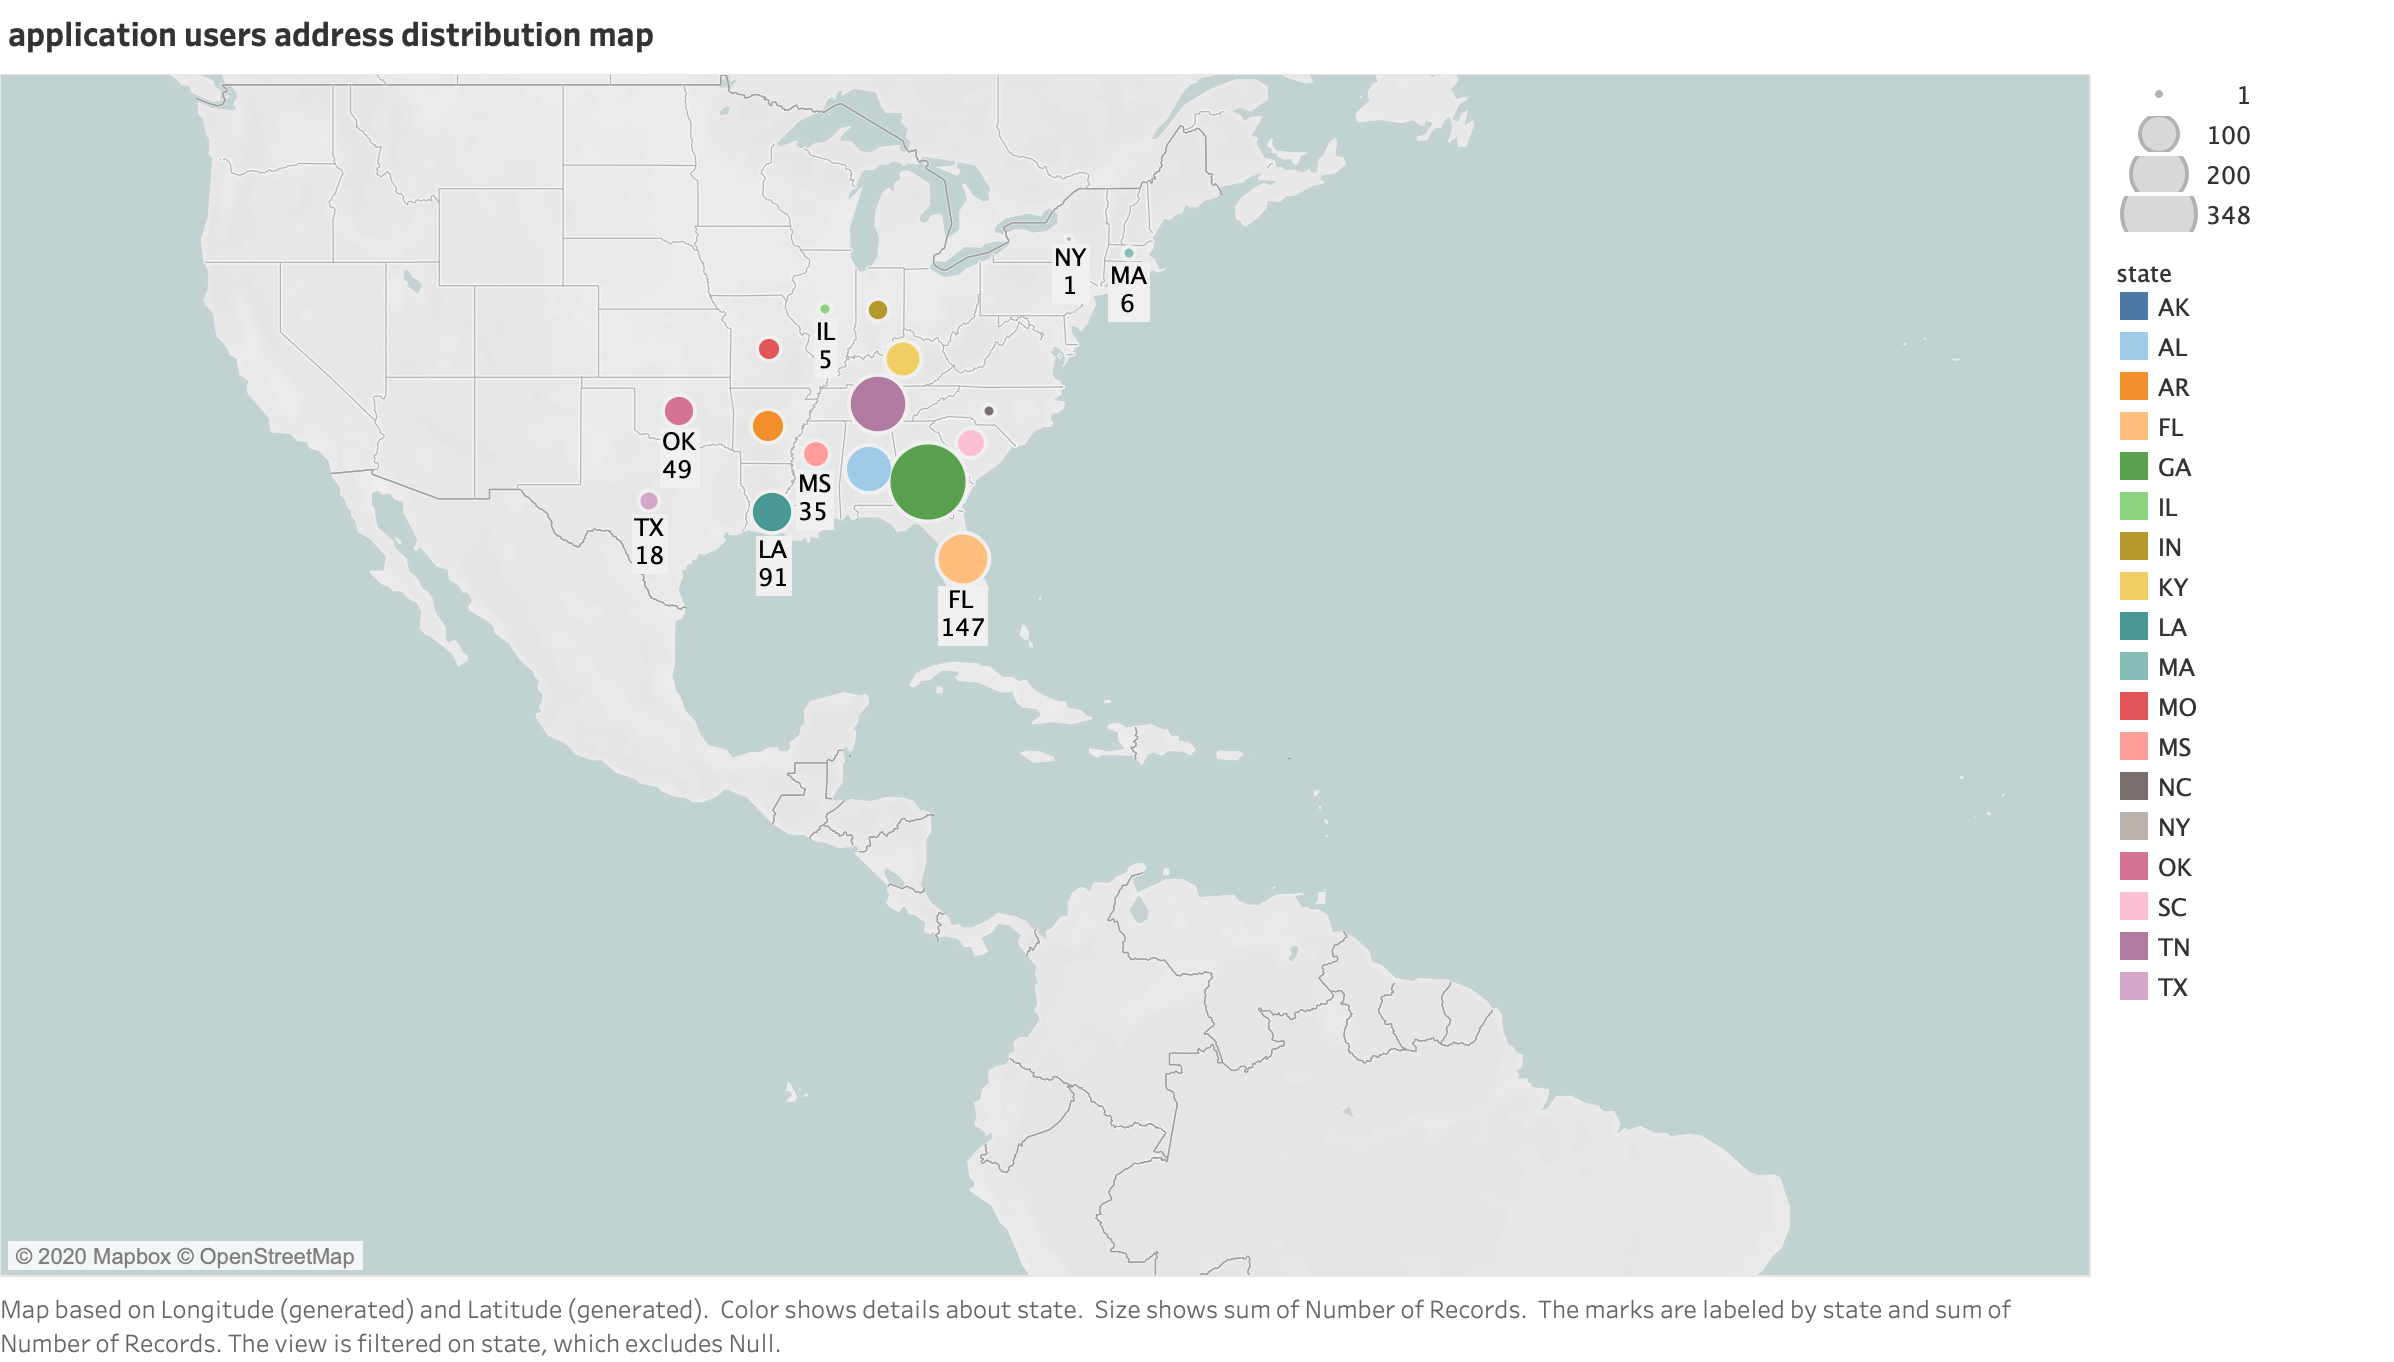 application users address distribution map
1
100
200
348
state
AK
AL
AR
FL
GA
IL
IN
KY
LA
MA
MO
MS
NC
NY
OK
SC
TN
TX
NY
1
MA
6
IL
5
OK
49
MS
35
TX
18
LA
91
FL
147
© 2020 Mapbox © OpenStreetMap
Map based on Longitude (generated) and Latitude (generated). Color shows details about state. Size shows sum of Number of Records. The marks are labeled by state and sum of
Number of Records. The view is filtered on state, which excludes Null.